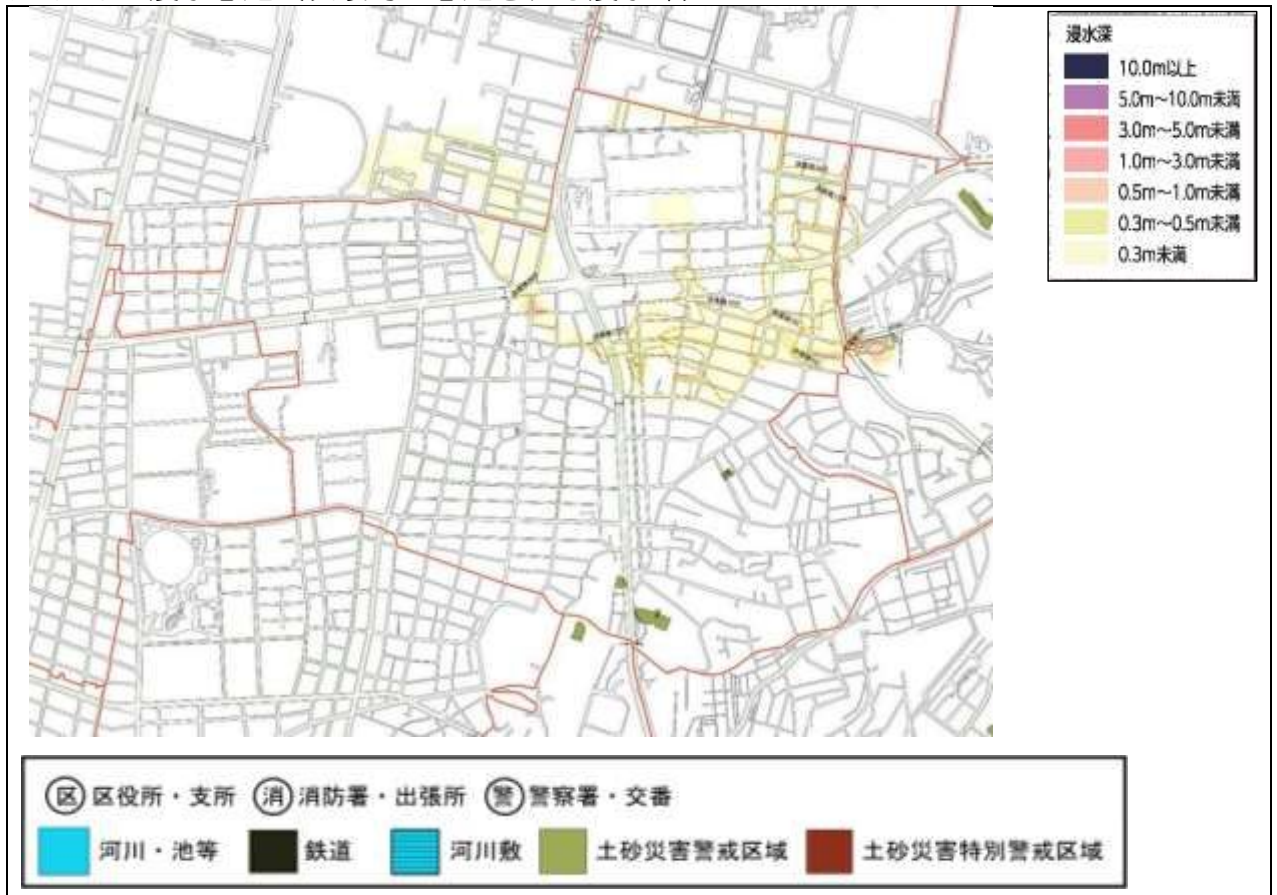 浸水深
10.0m以上
5.0m～10.0m未満
3.0m～5.0m未満
1.0m～3.0m未満
0.5m～1.0m未満
0.3m～0.5m未満
0.3m未満
区 区役所・支所 消 消防署・出張所 警 警察署・交番
河川・池等 鉄道 河川敷 土砂災害警戒区域 土砂災害特別警戒区域